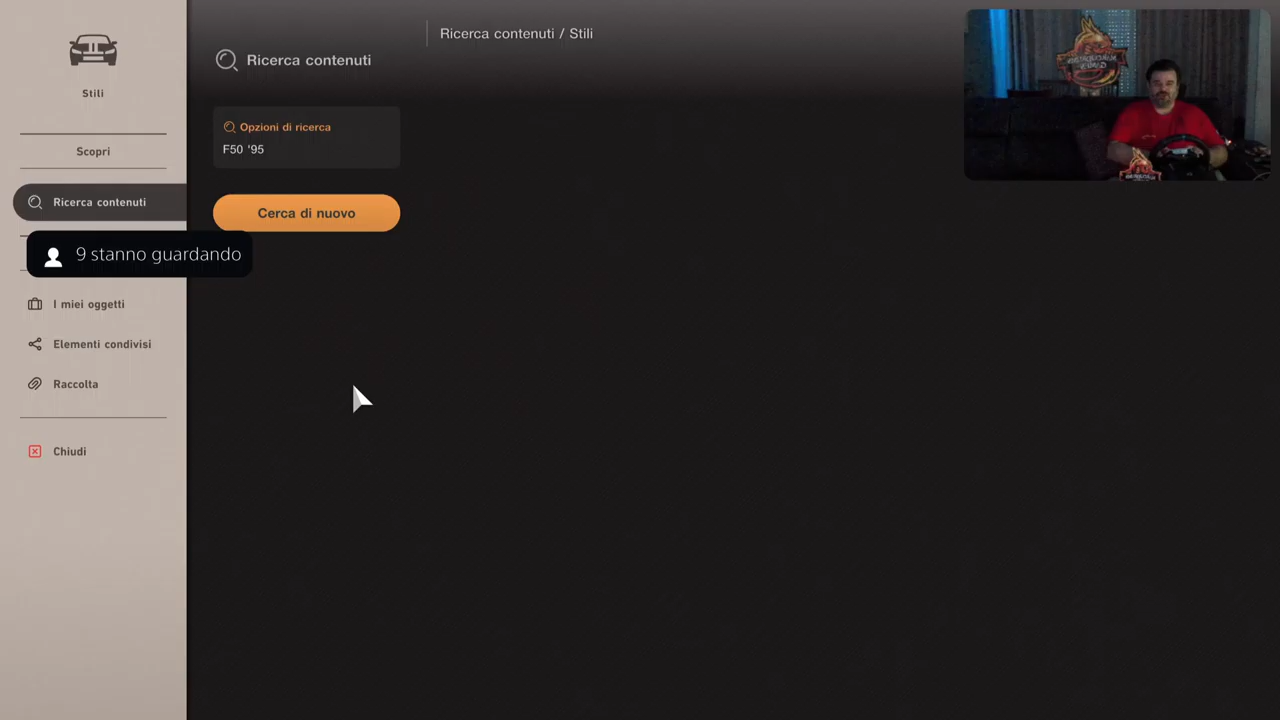 Stili
Scopri
Ricerca contenuti
9 stanno guardando
I miei oggetti
Elementi condivisi
Raccolta
Chiudi
Ricerca contenuti
Ricerca contenuti / Stili
Opzioni di ricerca
F50 '95
Cerca di nuovo